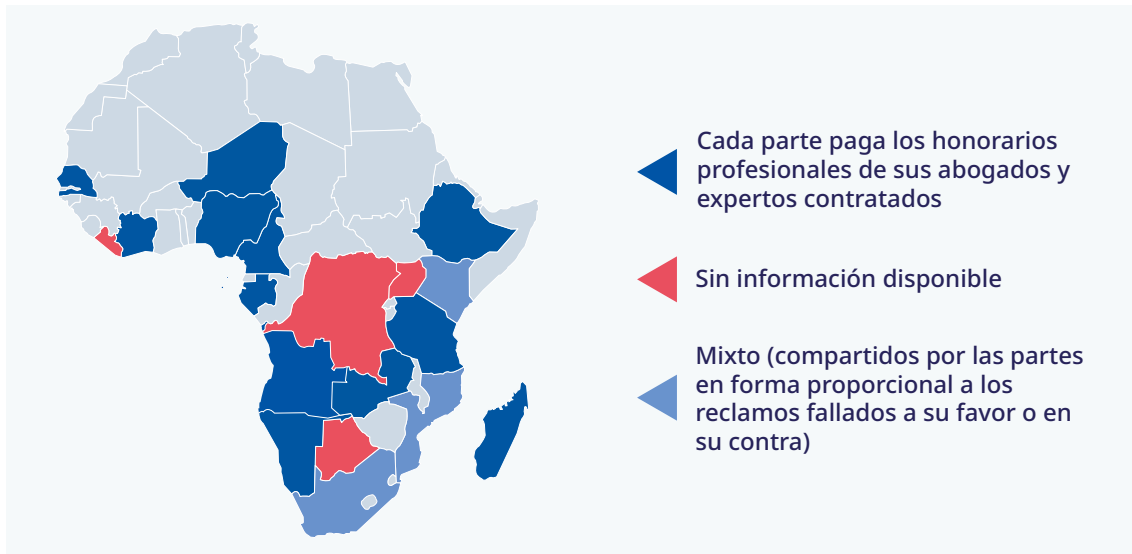 Cada parte paga los honorarios
profesionales de sus abogados y
expertos contratados
Sin información disponible
Mixto (compartidos por las partes
en forma proporcional a los
reclamos fallados a su favor o en
su contra)